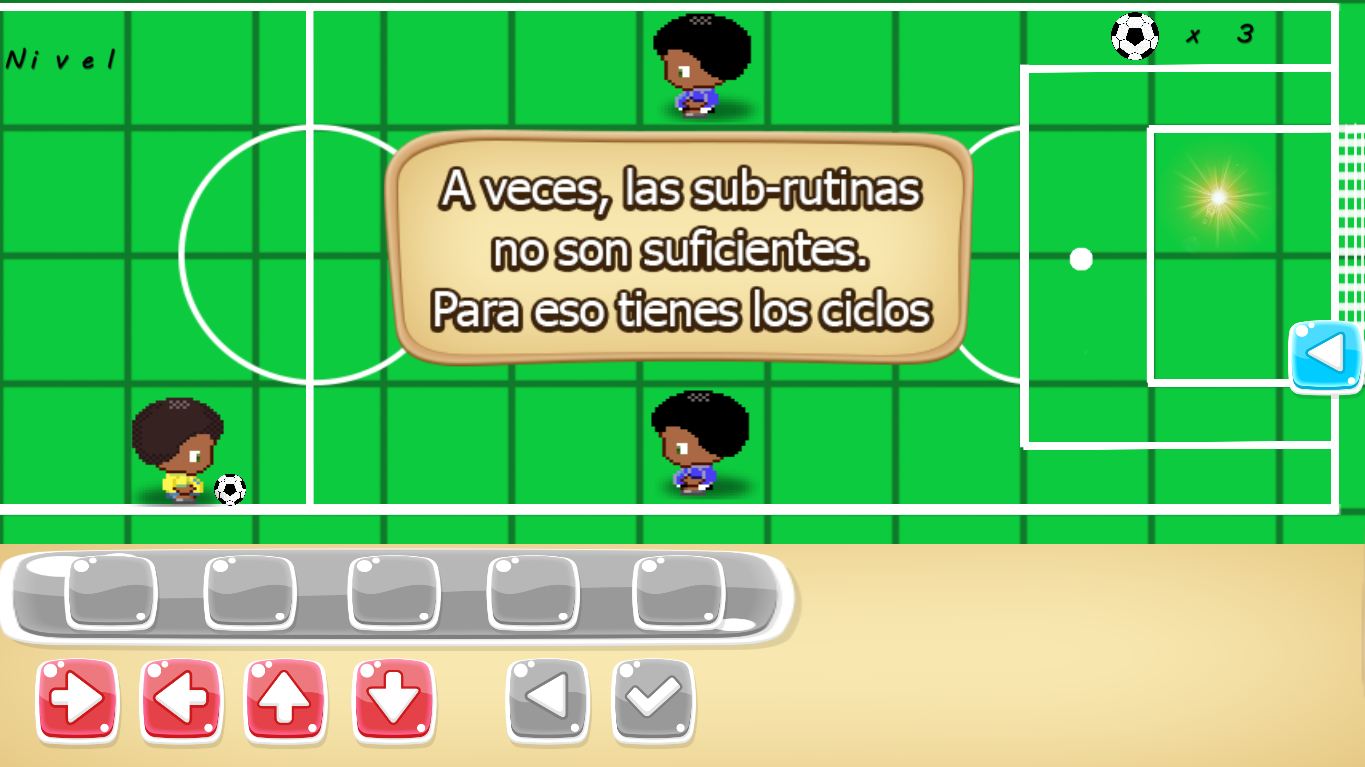 Nivel
x 3
A veces, las sub-rutinas
no son suficientes.
Para eso tienes los ciclos